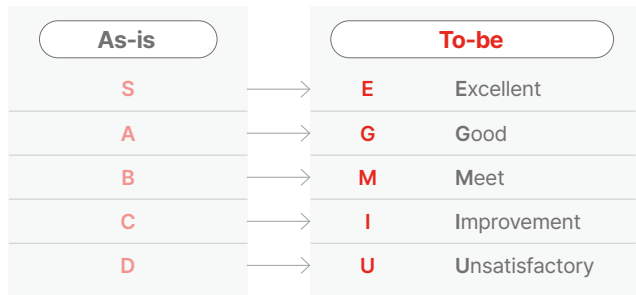 As-is To-be
S E Excellent
A G Good
B M Meet
C I Improvement
D U Unsatisfactory